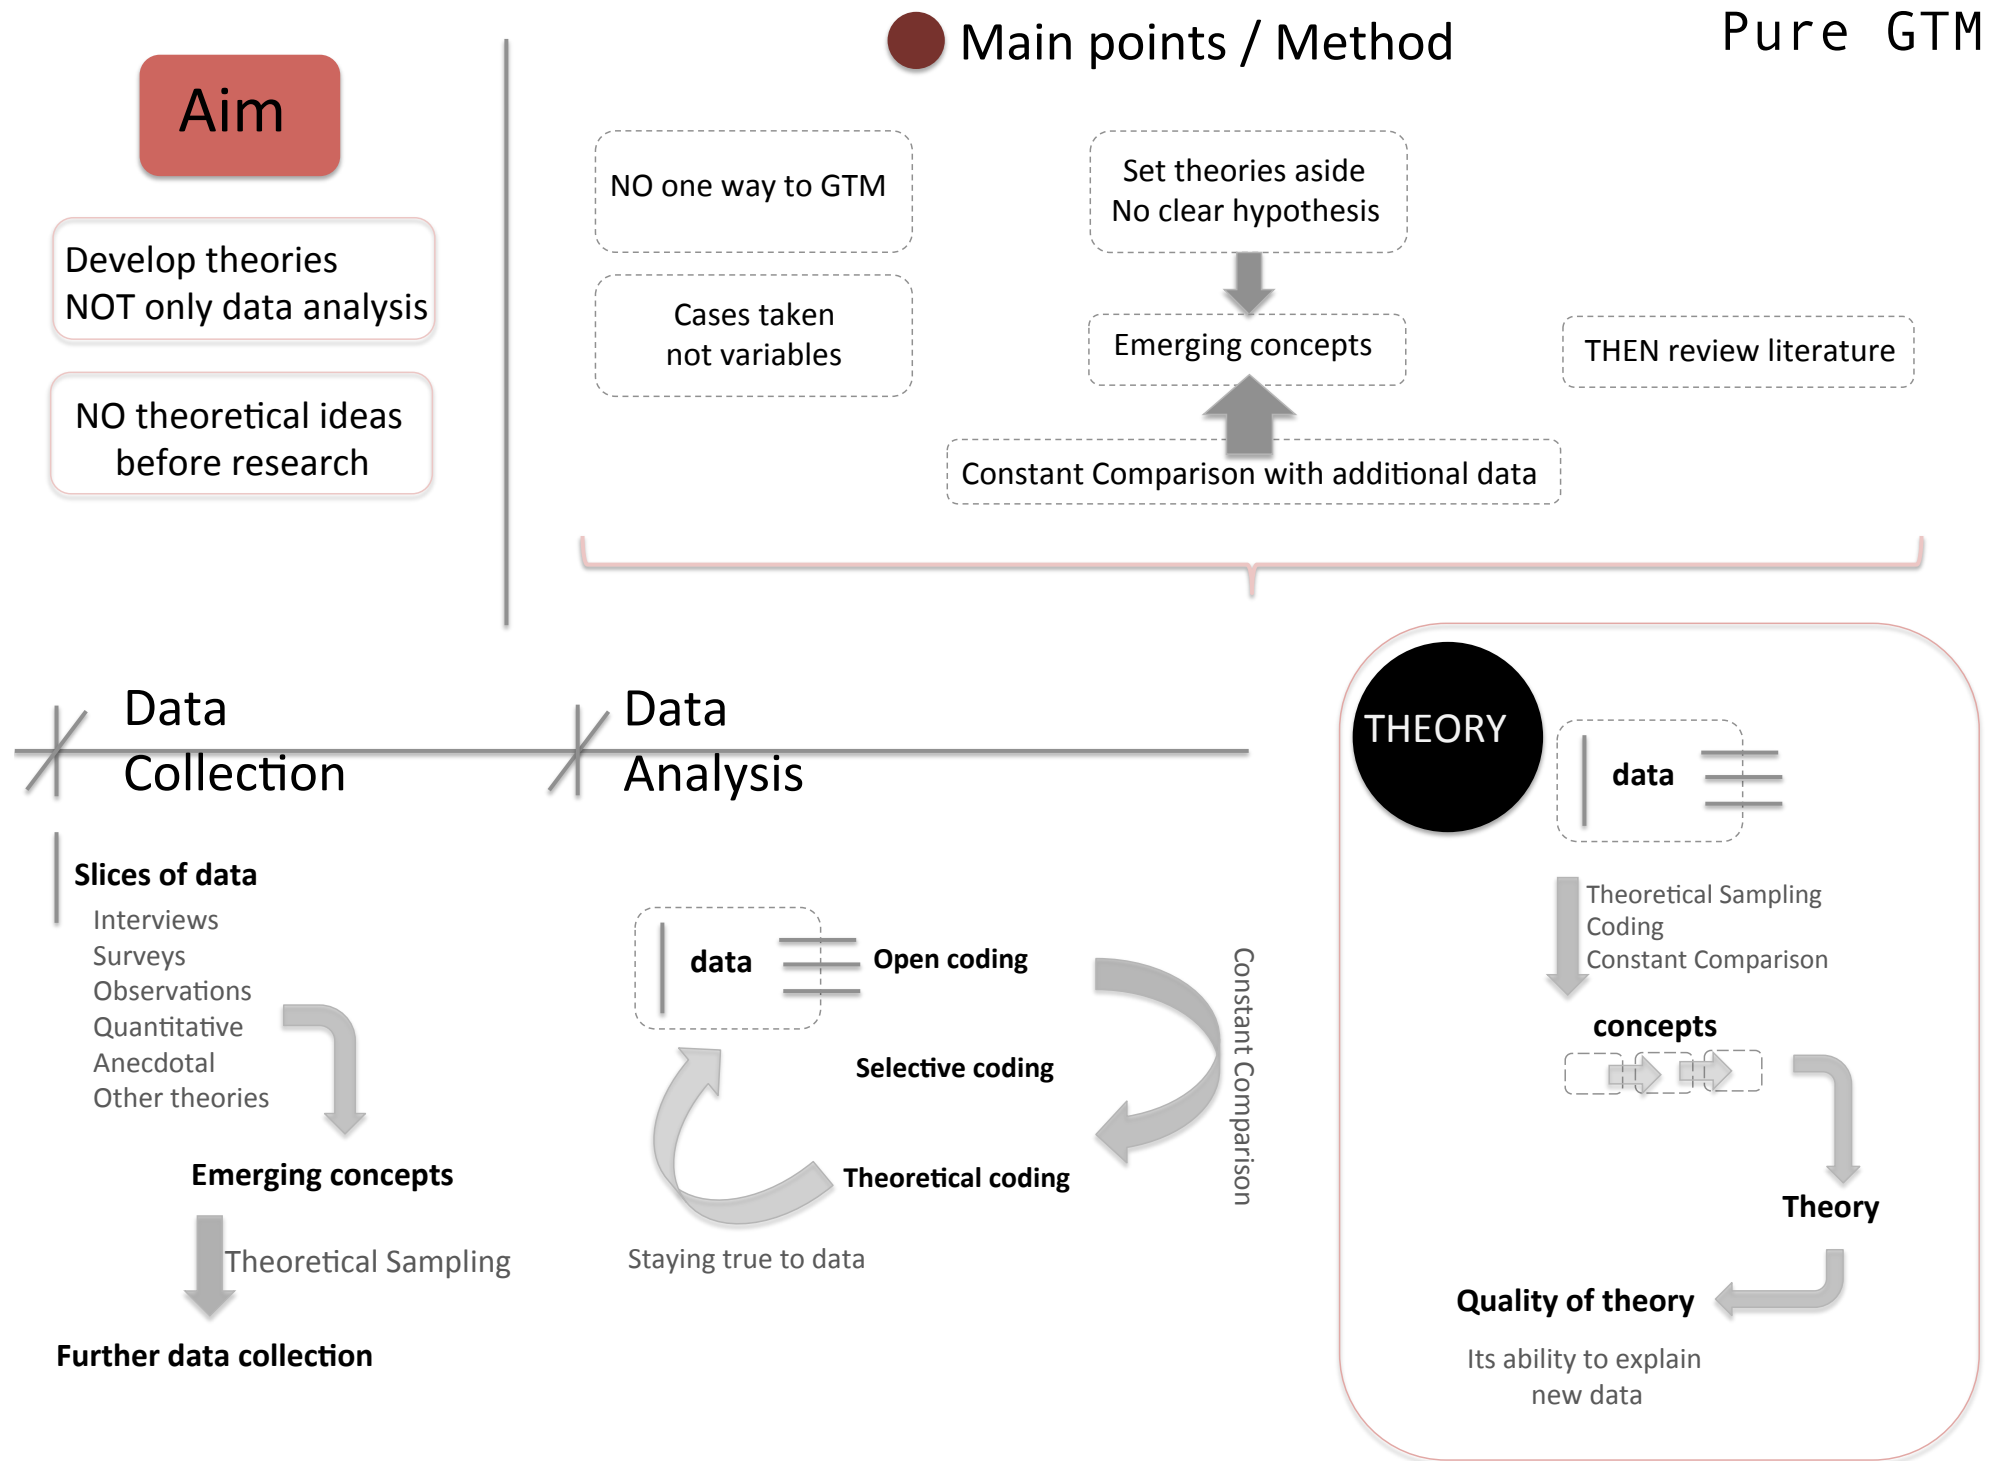 Pure GTM
Main points / Method
Aim
Develop theories
NOT only data analysis
NO theoretical ideas
before research
NO one way to GTM
Cases taken
not variables
Set theories aside
No clear hypothesis
Emerging concepts
Constant Comparison with additional data
THEN review literature
Data
Collection
Slices of data
Interviews
Surveys
Observations
Quantitative
Anecdotal
Other theories
Emerging concepts
Theoretical Sampling
Further data collection
Data
Analysis
data
Open coding
Selective coding
Theoretical coding
Constant Comparison
Staying true to data
THEORY
data
Theoretical Sampling
Coding
Constant Comparison
concepts
Theory
Quality of theory
Its ability to explain
new data